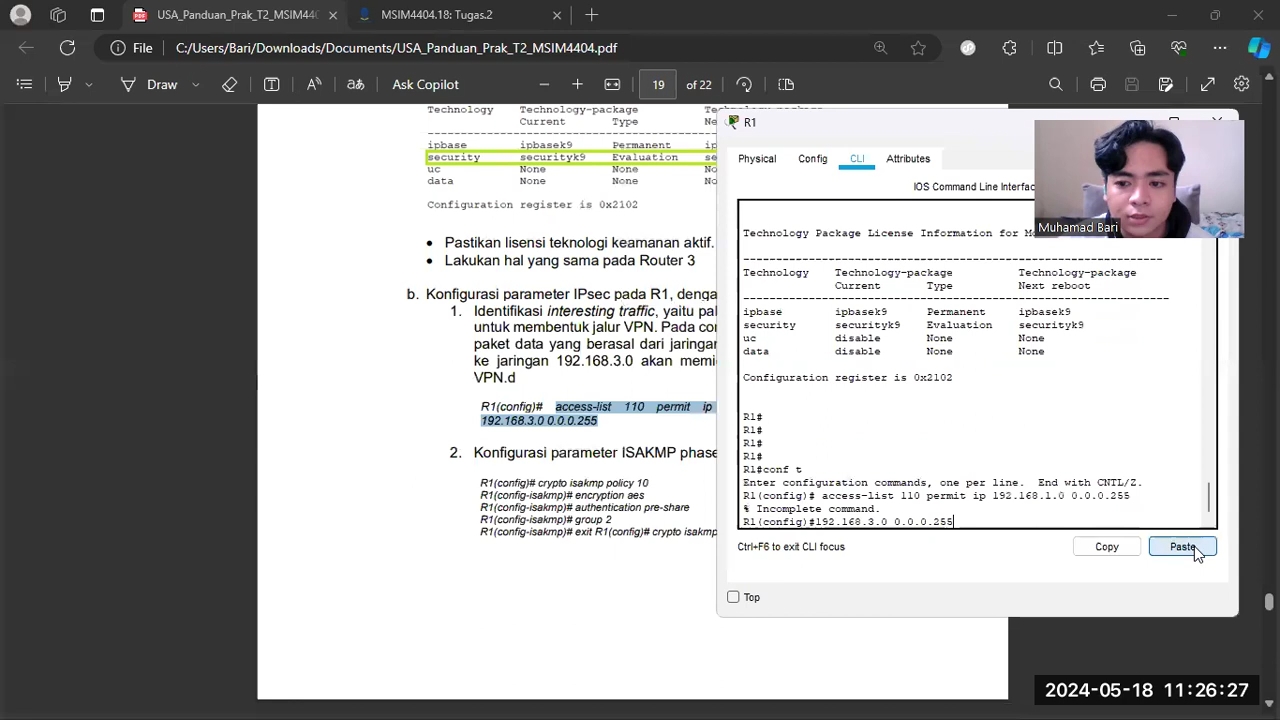 USA_Panduan_Prak_T2_MSIM4404
MSIM4404.18: Tugas.2
File
C:/Users/Bari/Downloads/Documents/USA_Panduan_Prak_T2_MSIM4404.pdf
Draw
Ask Copilot
19
of 22
Technology Technology-package
Current Type
ipbase ipbasek9 Permanent
security securityk9 Evaluation
uc None None
data None None
Configuration register is 0x2102
• Pastikan lisensi teknologi keamanan aktif.
• Lakukan hal yang sama pada Router 3
b. Konfigurasi parameter IPsec pada R1,
1. Identifikasi interesting traffic, yaitu
untuk membentuk jalur VPN. Pada
paket data yang berasal dari
ke jaringan 192.168.3.0 akan
VPN.d
R1(config)# access-list 110 permit ip
192.168.3.0 0.0.0.255
2. Konfigurasi parameter ISAKMP
R1(config)# crypto isakmp policy 10
R1(config-isakmp)# encryption aes
R1(config-isakmp)# authentication pre-share
R1(config-isakmp)# group 2
R1(config-isakmp)# exit R1(config)# crypto isakmp
R1
Physical
Config
CLI
Attributes
IOS Command Line
Technology Package License Information for
----------------------------------------------------------------
Technology Technology-package Technology-package
Current Type Next reboot
-----------------------------------------------------------------
ipbase ipbasek9 Permanent ipbasek9
security securityk9 Evaluation securityk9
uc disable None None
data disable None None
Configuration register is 0x2102
R1#
R1#
R1#
R1#
R1#conf t
Enter configuration commands, one per line. End with CNTL/Z.
R1(config)# access-list 110 permit ip 192.168.1.0 0.0.0.255
% Incomplete command.
R1(config)#192.168.3.0 0.0.0.255
Ctrl+F6 to exit CLI focus
Copy
Paste
Top
Muhamad Bari
2024-05-18 11:26:27